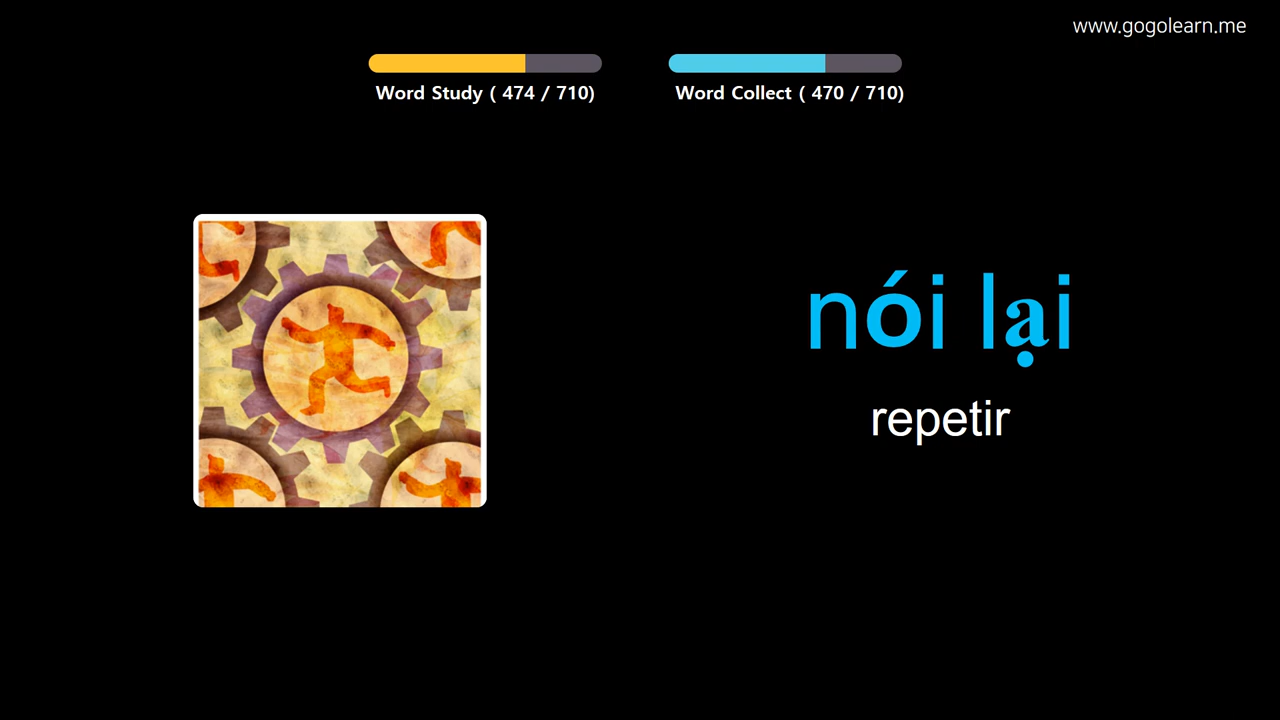 www.gogolearn.me
Word Study ( 474 / 710)
Word Collect ( 470 / 710)
nói lại
repetir